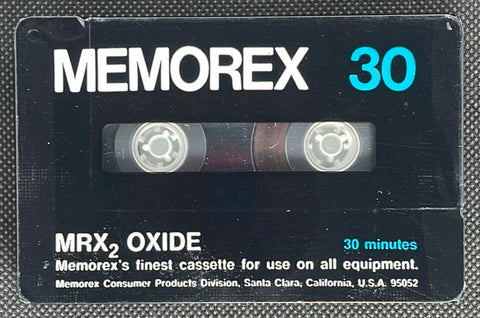 MEMOREX 30
MRX₂ OXIDE 30 minutes
Memorex's finest cassette for use on all equipment.
Memorex Consumer Products Division, Santa Clara, California, U.S.A. 95052